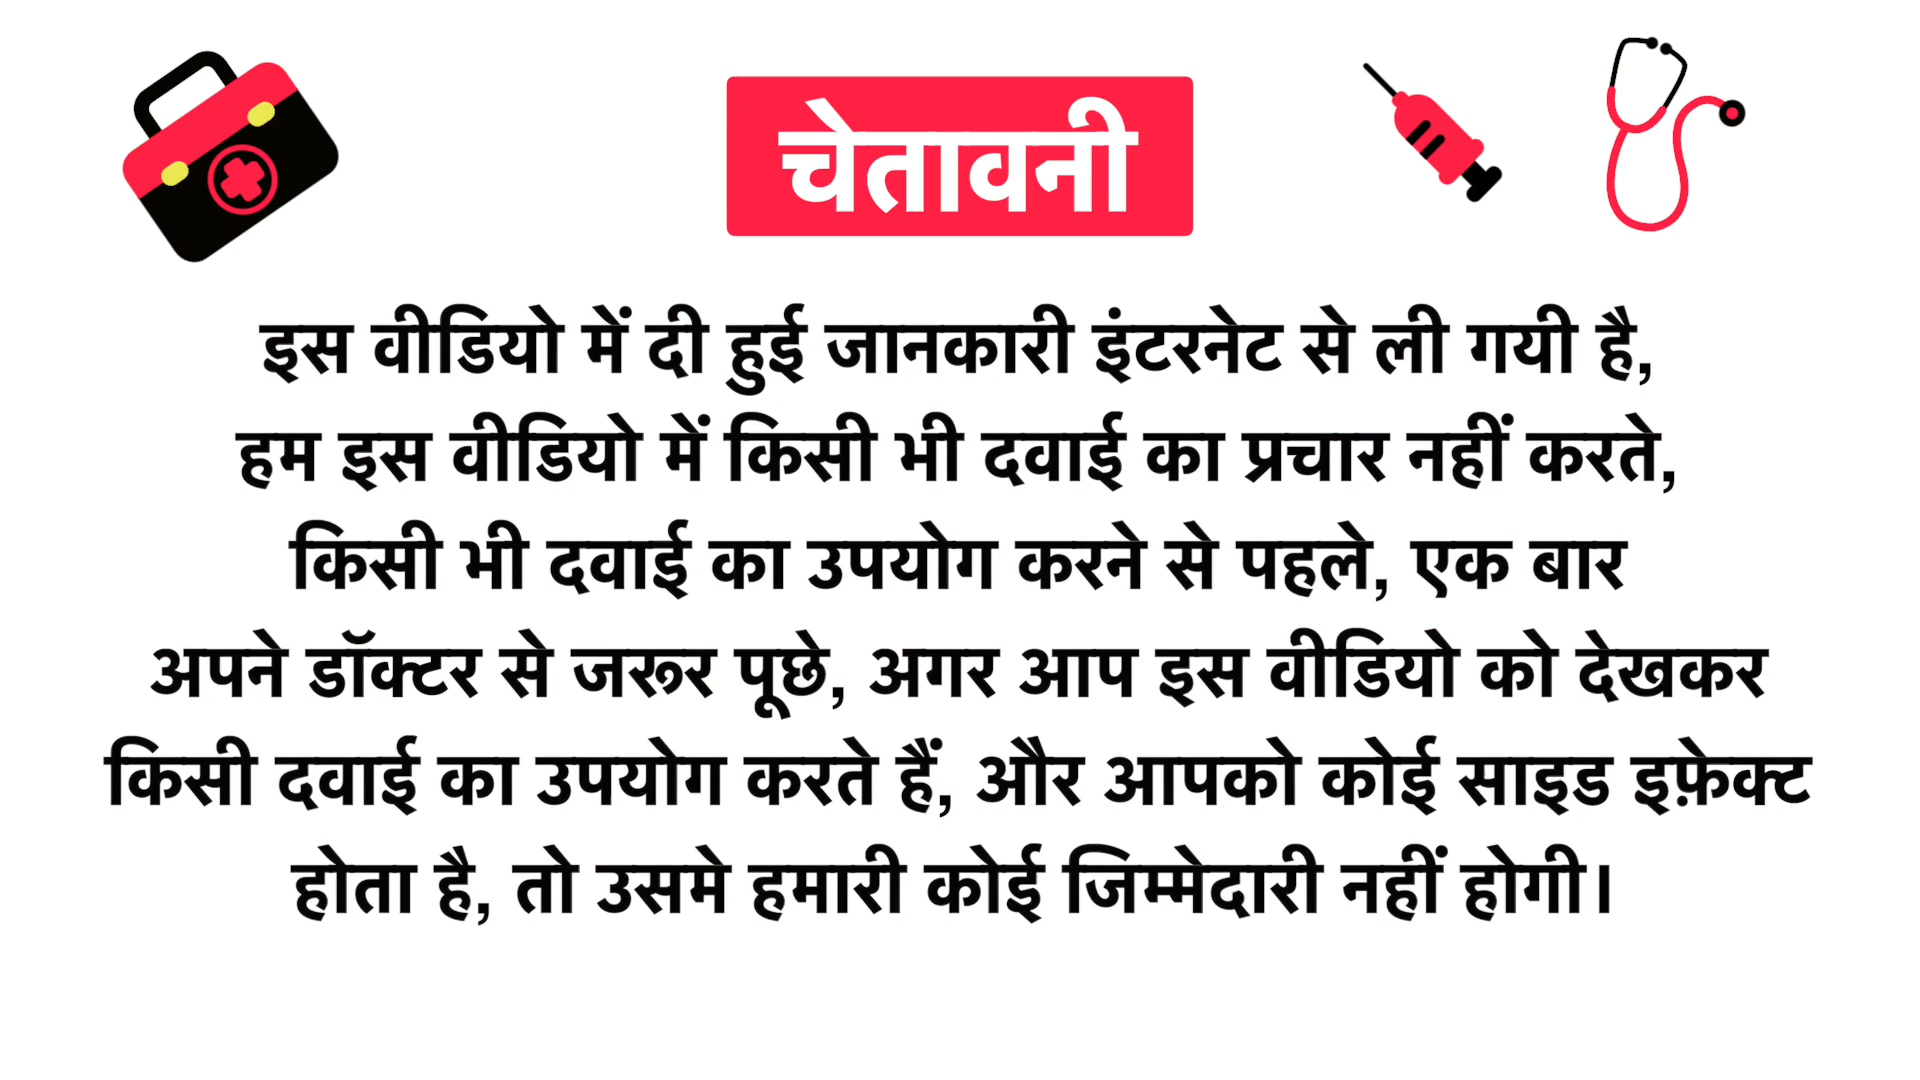 चेतावनी
इस वीडियो में दी हुई जानकारी इंटरनेट से ली गयी है,
हम इस वीडियो में किसी भी दवाई का प्रचार नहीं करते,
किसी भी दवाई का उपयोग करने से पहले, एक बार
अपने डॉक्टर से जरूर पूछे, अगर आप इस वीडियो को देखकर
किसी दवाई का उपयोग करते हैं, और आपको कोई साइड इफ़ेक्ट
होता है, तो उसमे हमारी कोई जिम्मेदारी नहीं होगी।